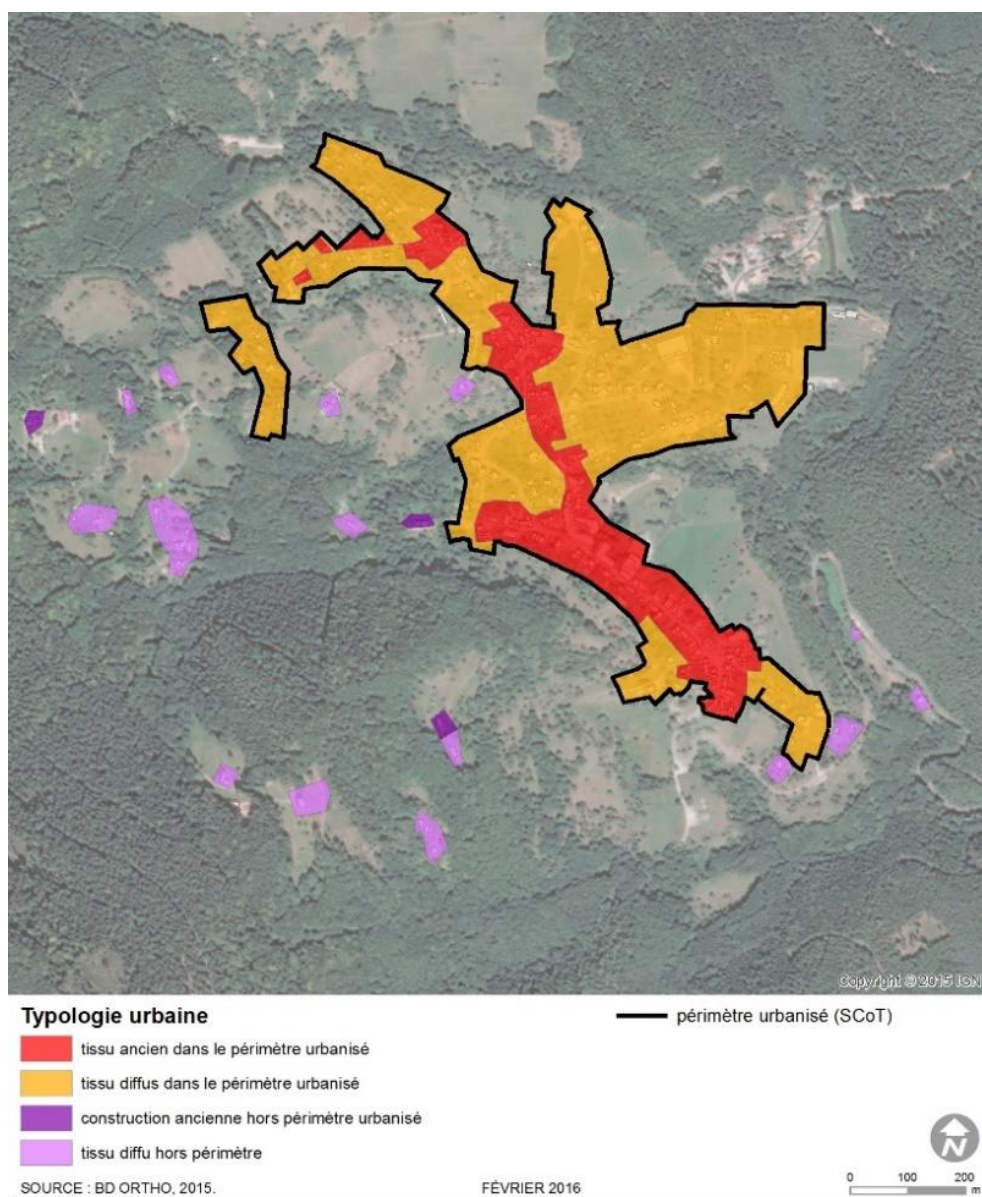 Copyright © 2015 IGN
Typologie urbaine
périmètre urbanisé (SCoT)
tissu ancien dans le périmètre urbanisé
tissu diffus dans le périmètre urbanisé
construction ancienne hors périmètre urbanisé
tissu diffu hors périmètre
N
SOURCE : BD ORTHO, 2015.
FÉVRIER 2016
0 100 200
m